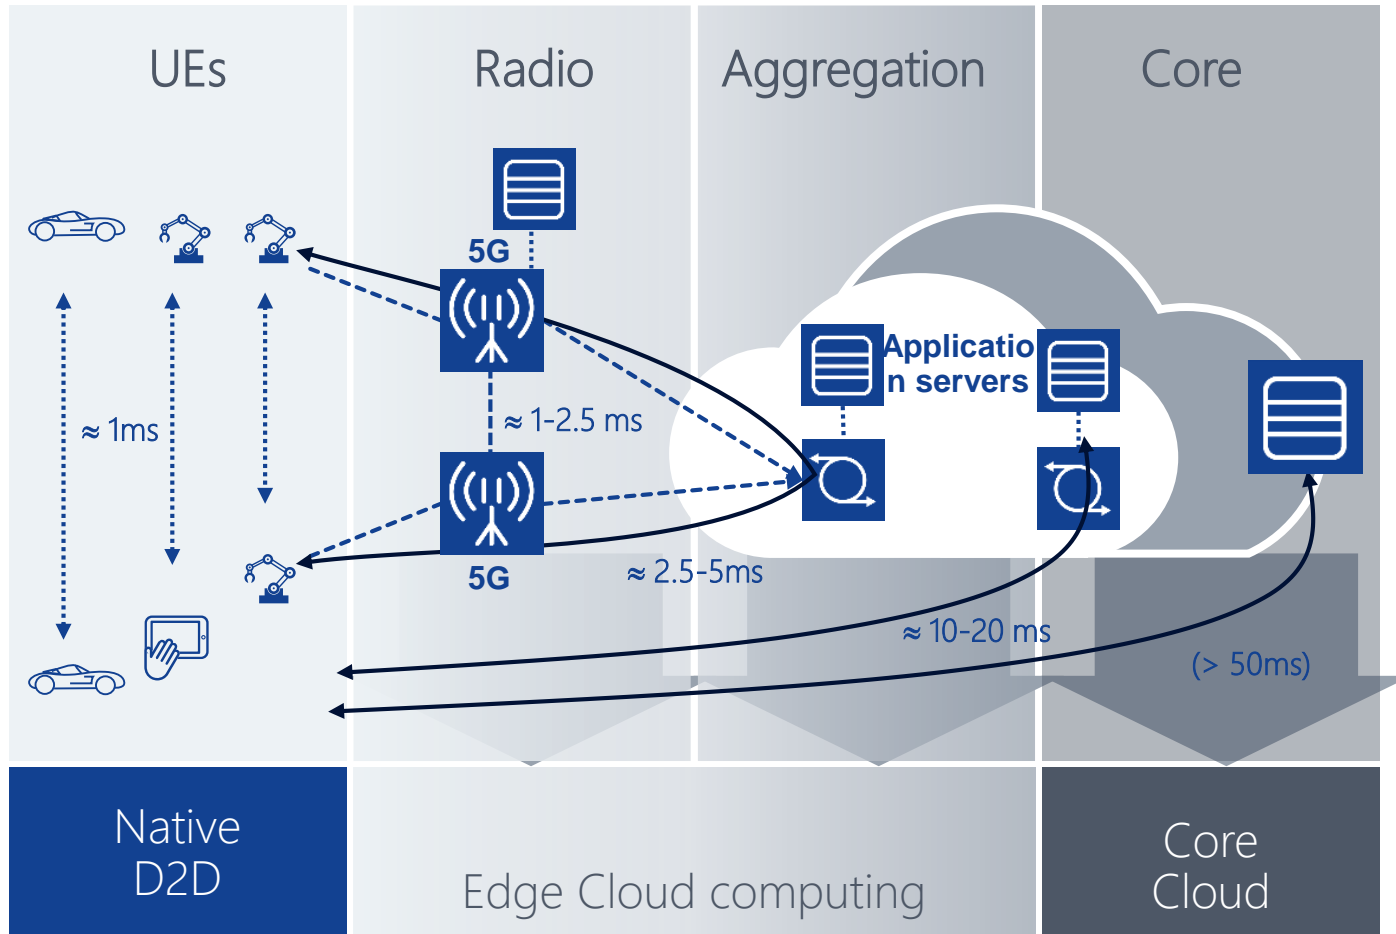 UEs
Radio
Aggregation
Core
5G
Applicatio
n servers
≈ 1-2.5 ms
≈ 1ms
5G
≈ 2.5-5ms
≈ 10-20 ms
(> 50ms)
Native
D2D
Edge Cloud computing
Core
Cloud